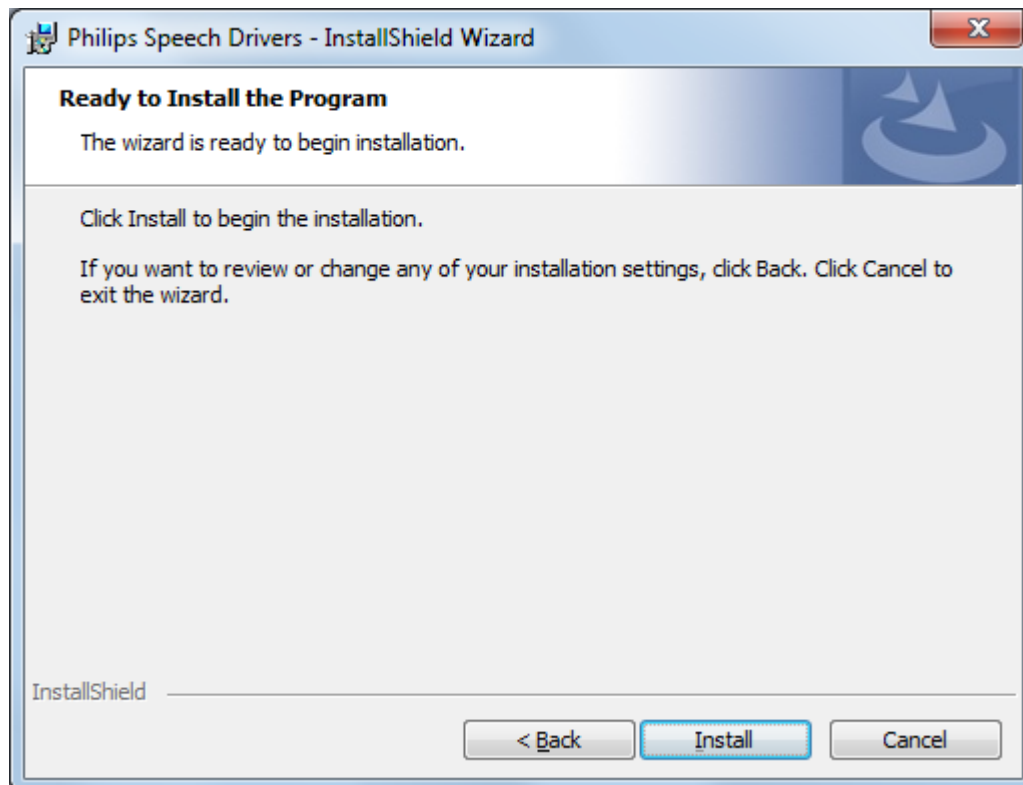 Philips Speech Drivers - InstallShield Wizard
Ready to Install the Program
The wizard is ready to begin installation.
Click Install to begin the installation.
If you want to review or change any of your installation settings, click Back. Click Cancel to
exit the wizard.
InstallShield
< Back
Install
Cancel